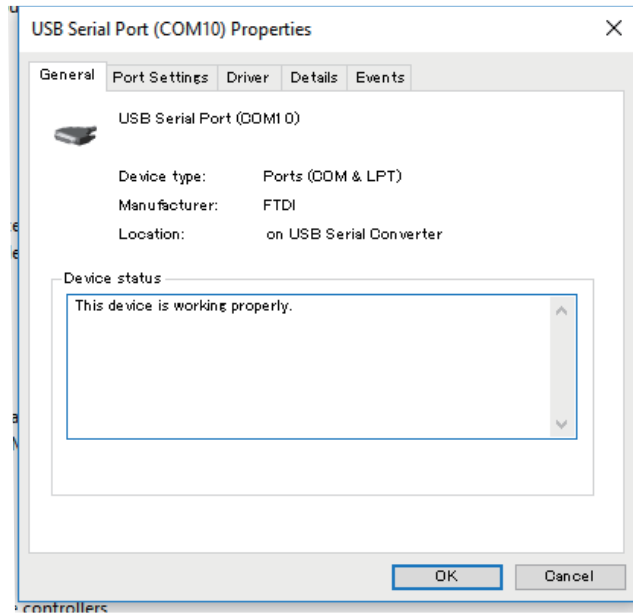 USB Serial Port (COM10) Properties
General Port Settings Driver Details Events
USB Serial Port (COM10)
Device type: Ports (COM & LPT)
Manufacturer: FTDI
Location: on USB Serial Converter
Device status
This device is working properly.
OK Cancel
controllers